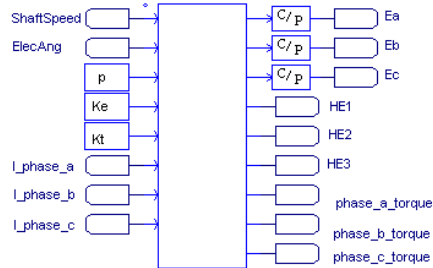 ShaftSpeed
ElecAng
p
Ke
Kt
I_phase_a
I_phase_b
I_phase_c
C/p
Ea
C/p
Eb
C/p
Ec
HE1
HE2
HE3
phase_a_torque
phase_b_torque
phase_c_torque